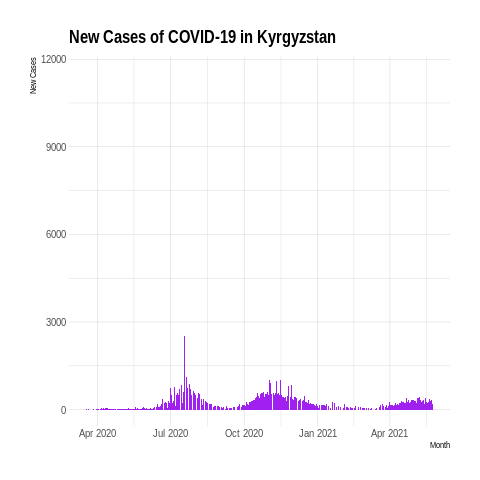 New Cases of COVID-19 in Kyrgyzstan
New Cases
12000
9000
6000
3000
0
Apr 2020 Jul 2020 Oct 2020 Jan 2021 Apr 2021
Month